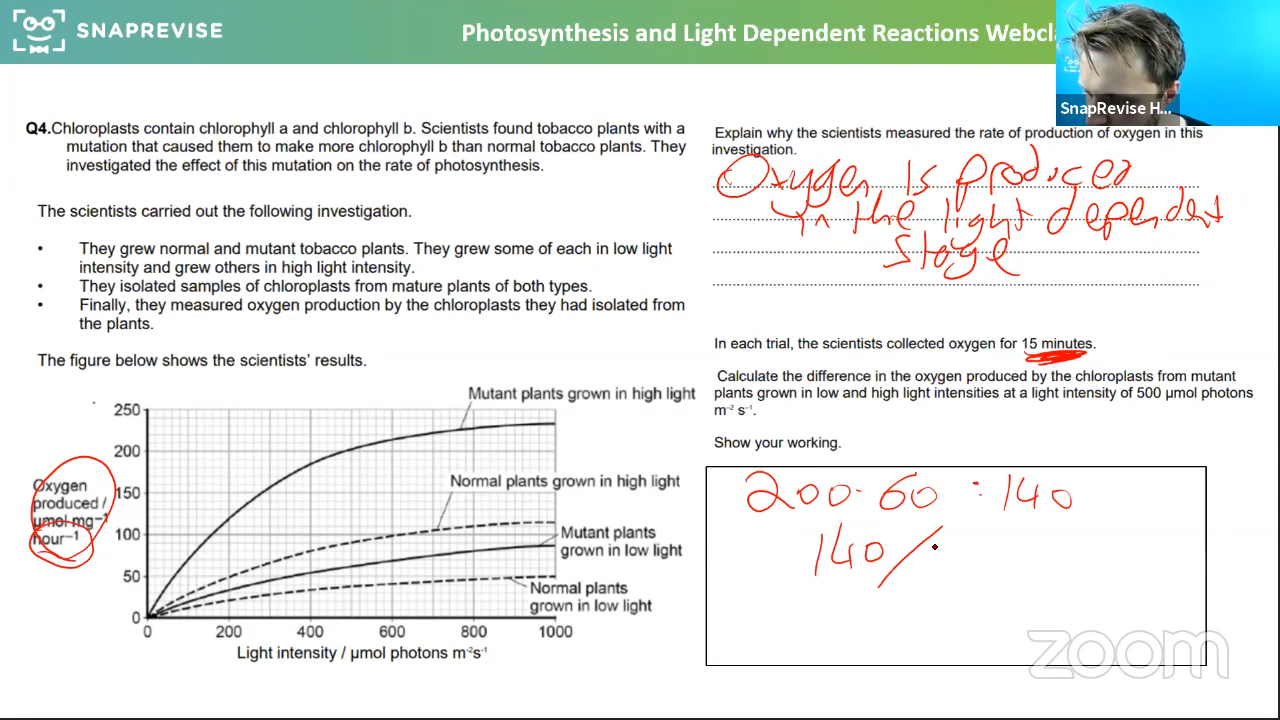 SNAPREVISE
Photosynthesis and Light Dependent Reactions Webcla
SnapRevise H...
Q4.Chloroplasts contain chlorophyll a and chlorophyll b. Scientists found tobacco plants with a
mutation that caused them to make more chlorophyll b than normal tobacco plants. They
investigated the effect of this mutation on the rate of photosynthesis.
The scientists carried out the following investigation.
• They grew normal and mutant tobacco plants. They grew some of each in low light
intensity and grew others in high light intensity.
• They isolated samples of chloroplasts from mature plants of both types.
• Finally, they measured oxygen production by the chloroplasts they had isolated from
the plants.
The figure below shows the scientists' results.
Mutant plants grown in high light
Normal plants grown in high light
Mutant plants
grown in low light
Normal plants
grown in low light
Oxygen
produced /
µmol mg⁻¹
hour⁻¹
250
200
150
100
50
0
0 200 400 600 800 1000
Light intensity / µmol photons m⁻²s⁻¹
Explain why the scientists measured the rate of production of oxygen in this
investigation.
Oxygen is produced
in the light dependent
stage
In each trial, the scientists collected oxygen for 15 minutes.
Calculate the difference in the oxygen produced by the chloroplasts from mutant
plants grown in low and high light intensities at a light intensity of 500 µmol photons
m⁻² s⁻¹.
Show your working.
200 - 60 = 140
140 /
zoom